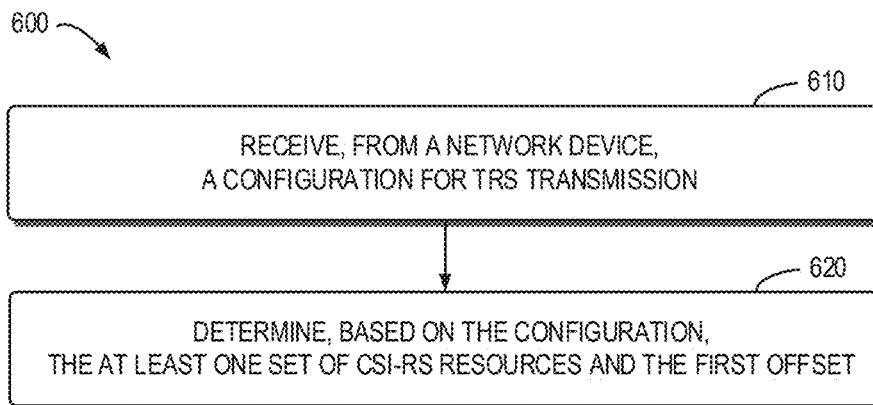 600
610
RECEIVE, FROM A NETWORK DEVICE,
A CONFIGURATION FOR TRS TRANSMISSION
620
DETERMINE, BASED ON THE CONFIGURATION,
THE AT LEAST ONE SET OF CSI-RS RESOURCES AND THE FIRST OFFSET